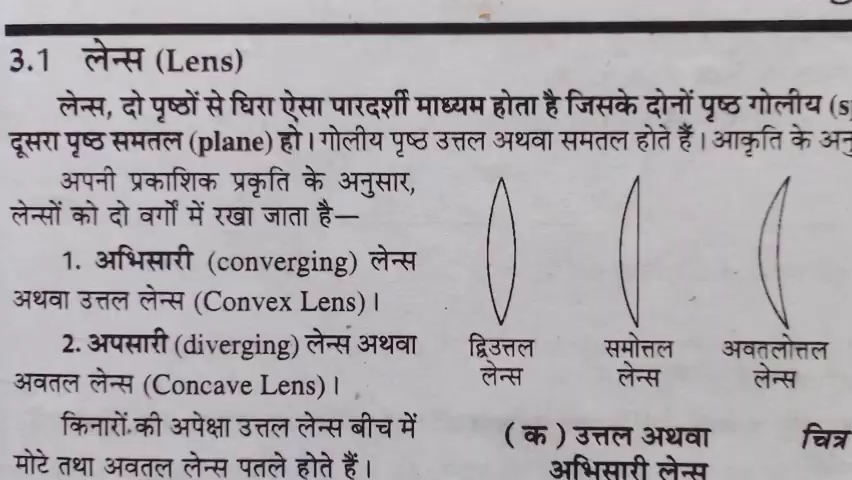 3.1 लेन्स (Lens)
लेन्स, दो पृष्ठों से घिरा ऐसा पारदर्शी माध्यम होता है जिसके दोनों पृष्ठ गोलीय
दूसरा पृष्ठ समतल (plane) हो। गोलीय पृष्ठ उत्तल अथवा समतल होते हैं। आकृति के
अपनी प्रकाशिक प्रकृति के अनुसार,
लेन्सों को दो वर्गों में रखा जाता है—
1. अभिसारी (converging) लेन्स
अथवा उत्तल लेन्स (Convex Lens)।
2. अपसारी (diverging) लेन्स अथवा
अवतल लेन्स (Concave Lens)।
किनारों की अपेक्षा उत्तल लेन्स बीच में
मोटे तथा अवतल लेन्स पतले होते हैं।
द्विउत्तल समोत्तल अवतलोत्तल
लेन्स लेन्स लेन्स
(क) उत्तल अथवा चित्र
अभिसारी लेन्स